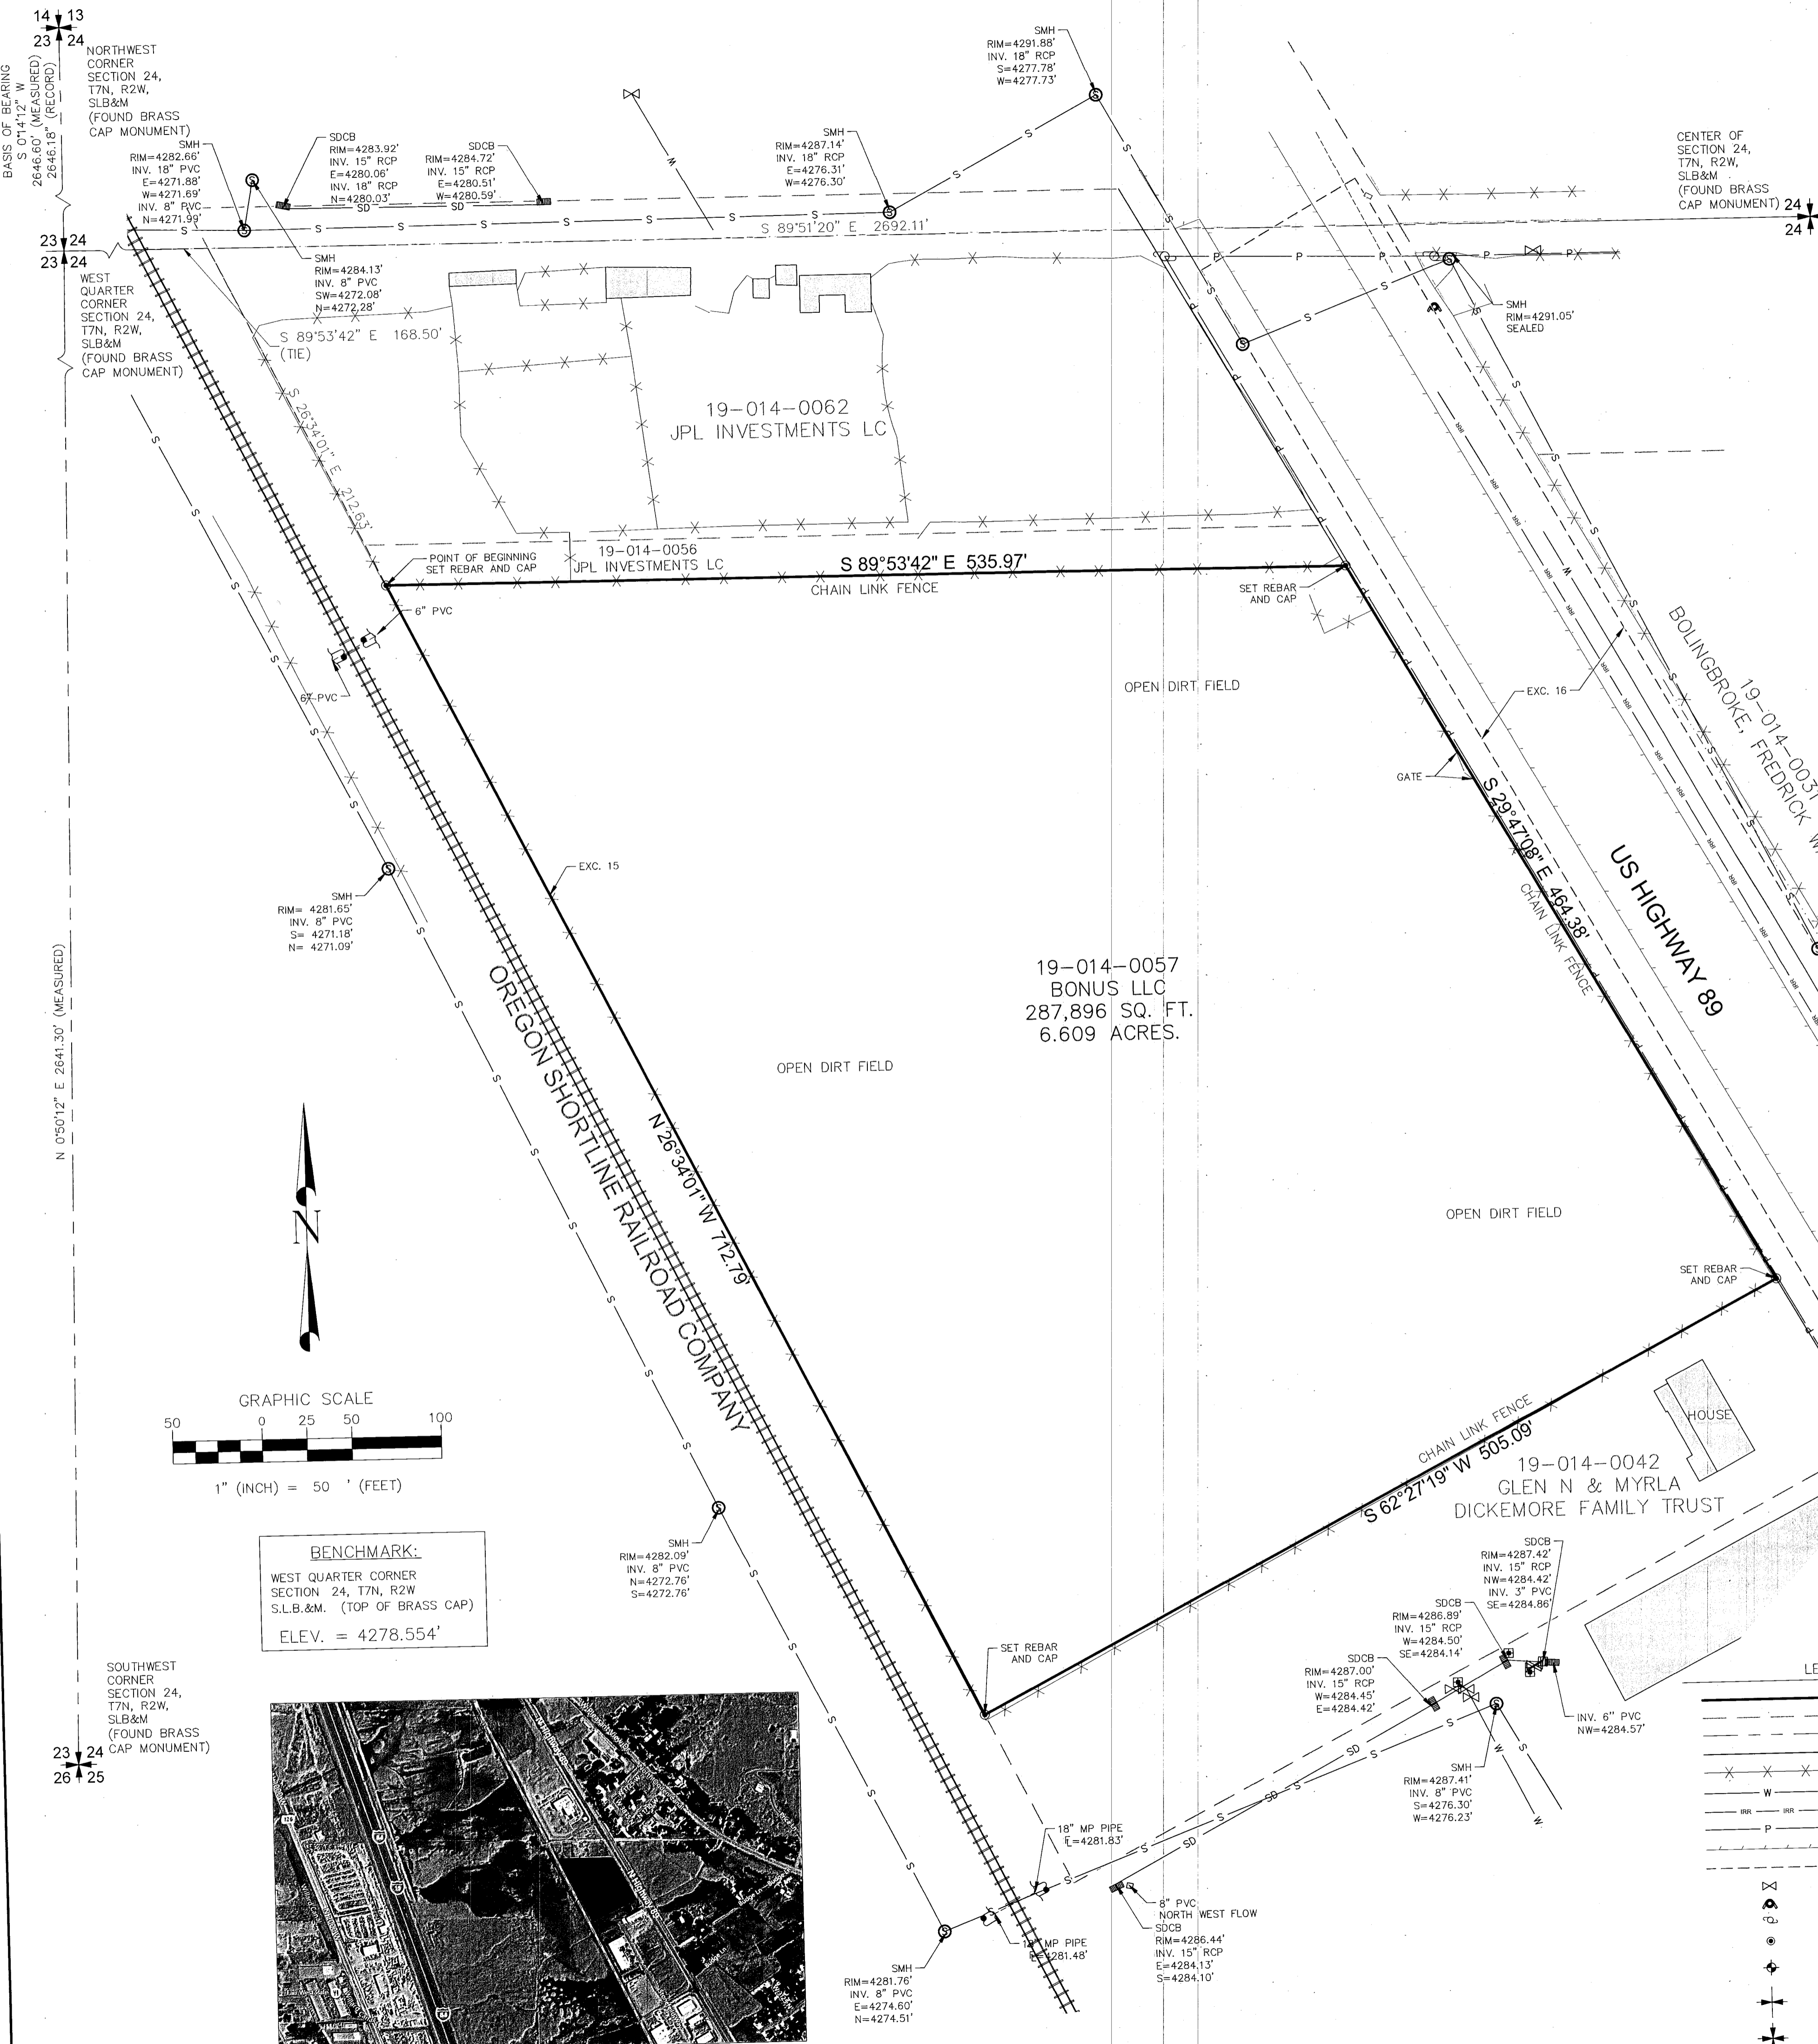 14 13
23 24
BASIS OF BEARING
S 0°14'12" W
2646.60' (MEASURED)
2646.18" (RECORD)
NORTHWEST
CORNER
SECTION 24,
T7N, R2W,
SLB&M
(FOUND BRASS
CAP MONUMENT)
SMH
RIM=4282.66'
INV. 18" PVC
E=4271.88'
W=4271.69'
INV. 8" PVC
N=4271.99'
SDCB
RIM=4283.92'
INV. 15" RCP
E=4280.06'
INV. 18" RCP
N=4280.03'
SDCB
RIM=4284.72'
INV. 15" RCP
E=4280.51'
W=4280.59'
SMH
RIM=4287.14'
INV. 18" RCP
E=4276.31'
W=4276.30'
SMH
RIM=4291.88'
INV. 18" RCP
S=4277.78'
W=4277.73'
CENTER OF
SECTION 24,
T7N, R2W,
SLB&M
(FOUND BRASS
CAP MONUMENT)
24
24
S 89°51'20" E 2692.11'
23 24
23 24
WEST
QUARTER
CORNER
SECTION 24,
T7N, R2W,
SLB&M
(FOUND BRASS
CAP MONUMENT)
SMH
RIM=4284.13'
INV. 8" PVC
SW=4272.08'
N=4272.28'
S 89°53'42" E 168.50'
(TIE)
S 26°34'01" E 212.63'
SMH
RIM=4291.05'
SEALED
19-014-0062
JPL INVESTMENTS LC
POINT OF BEGINNING
SET REBAR AND CAP
19-014-0056
JPL INVESTMENTS LC
S 89°53'42" E 535.97'
CHAIN LINK FENCE
SET REBAR
AND CAP
6" PVC
6" PVC
OPEN DIRT FIELD
EXC. 16
19-014-0031
BOLINGBROKE, FREDRICK
GATE
S 29°47'08" E 464.38'
CHAIN LINK FENCE
US HIGHWAY 89
EXC. 15
SMH
RIM= 4281.65'
INV. 8" PVC
S= 4271.18'
N= 4271.09'
N 0°50'12" E 2641.30' (MEASURED)
OREGON SHORTLINE RAILROAD COMPANY
19-014-0057
BONUS LLC
287,896 SQ. FT.
6.609 ACRES.
OPEN DIRT FIELD
N 26°34'01" W 712.79'
N
OPEN DIRT FIELD
SET REBAR
AND CAP
GRAPHIC SCALE
50 0 25 50 100
1" (INCH) = 50 ' (FEET)
CHAIN LINK FENCE
S 62°27'19" W 505.09'
HOUSE
19-014-0042
GLEN N & MYRLA
DICKEMORE FAMILY TRUST
BENCHMARK:
WEST QUARTER CORNER
SECTION 24, T7N, R2W
S.L.B.&M. (TOP OF BRASS CAP)
ELEV. = 4278.554'
SMH
RIM=4282.09'
INV. 8" PVC
N=4272.76'
S=4272.76'
SET REBAR
AND CAP
SDCB
RIM=4287.42'
INV. 15" RCP
NW=4284.42'
INV. 3" PVC
SE=4284.86'
SDCB
RIM=4286.89'
INV. 15" RCP
W=4284.50'
SE=4284.14'
SDCB
RIM=4287.00'
INV. 15" RCP
W=4284.45'
E=4284.42'
INV. 6" PVC
NW=4284.57'
SOUTHWEST
CORNER
SECTION 24,
T7N, R2W,
SLB&M
(FOUND BRASS
CAP MONUMENT)
23 24
26 25
SMH
RIM=4287.41'
INV. 8" PVC
S=4276.30'
W=4276.23'
18" MP PIPE
E=4281.83'
8" PVC
NORTH WEST FLOW
SDCB
RIM=4286.44'
INV. 15" RCP
E=4284.13'
S=4284.10'
MP PIPE
E=4281.48'
SMH
RIM=4281.76'
INV. 8" PVC
E=4274.60'
N=4274.51'
LE
W
IRR IRR
P